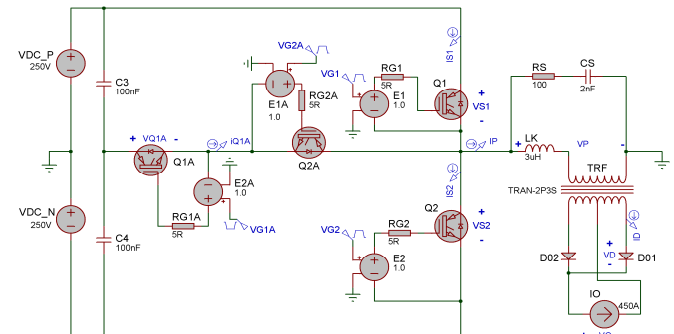 VDC_P
250V
C3
100nF
VG2A
E1A
1.0
RG2A
5R
VG1
RG1
5R
E1
1.0
Q1
IS1
+
VS1
-
RS
100
CS
2nF
+ VQ1A -
Q1A
iQ1A
Q2A
IP
+
LK
3uH
VP
-
TRF
TRAN-2P3S
E2A
1.0
RG1A
5R
VG1A
VDC_N
250V
C4
100nF
VG2
RG2
5R
E2
1.0
Q2
IS2
+
VS2
-
ID
D02
+
VD
-
D01
IO
450A